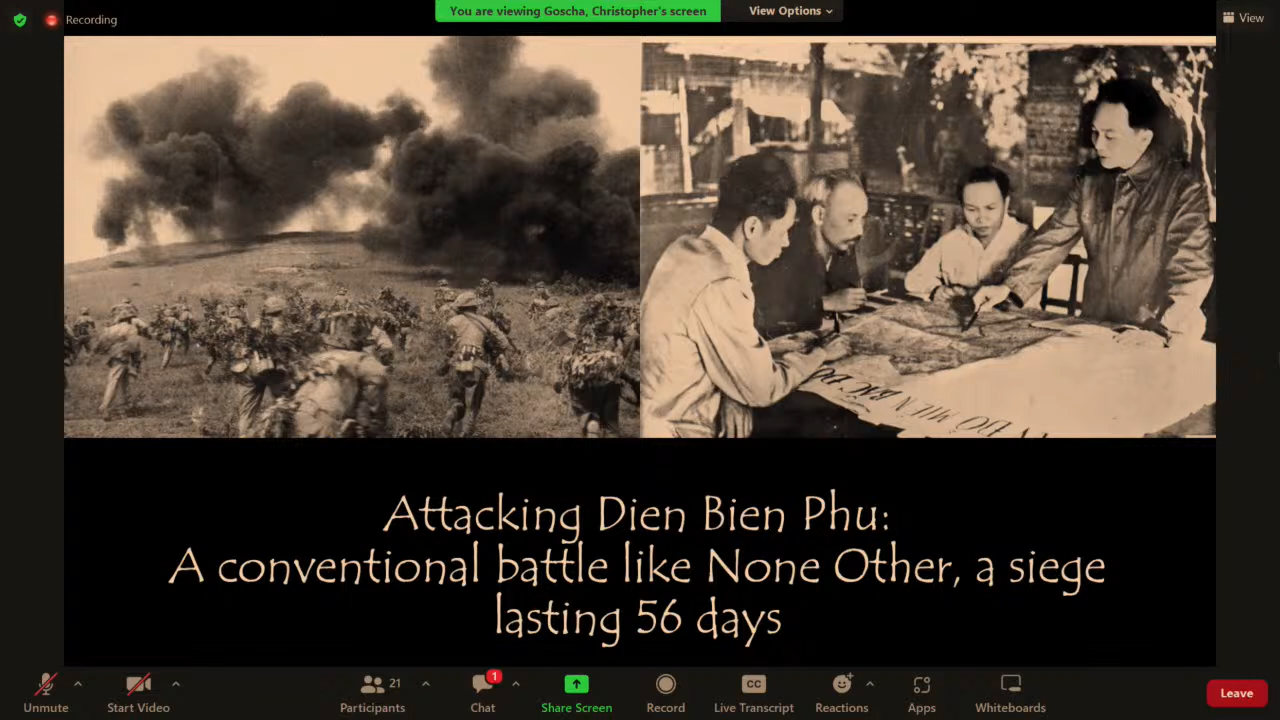 Recording
You are viewing Goscha, Christopher's screen
View Options
View
Attacking Dien Bien Phu:
A conventional battle like None Other, a siege
lasting 56 days
Unmute
Start Video
21
Participants
1
Chat
Share Screen
Record
CC
Live Transcript
Reactions
Apps
Whiteboards
Leave